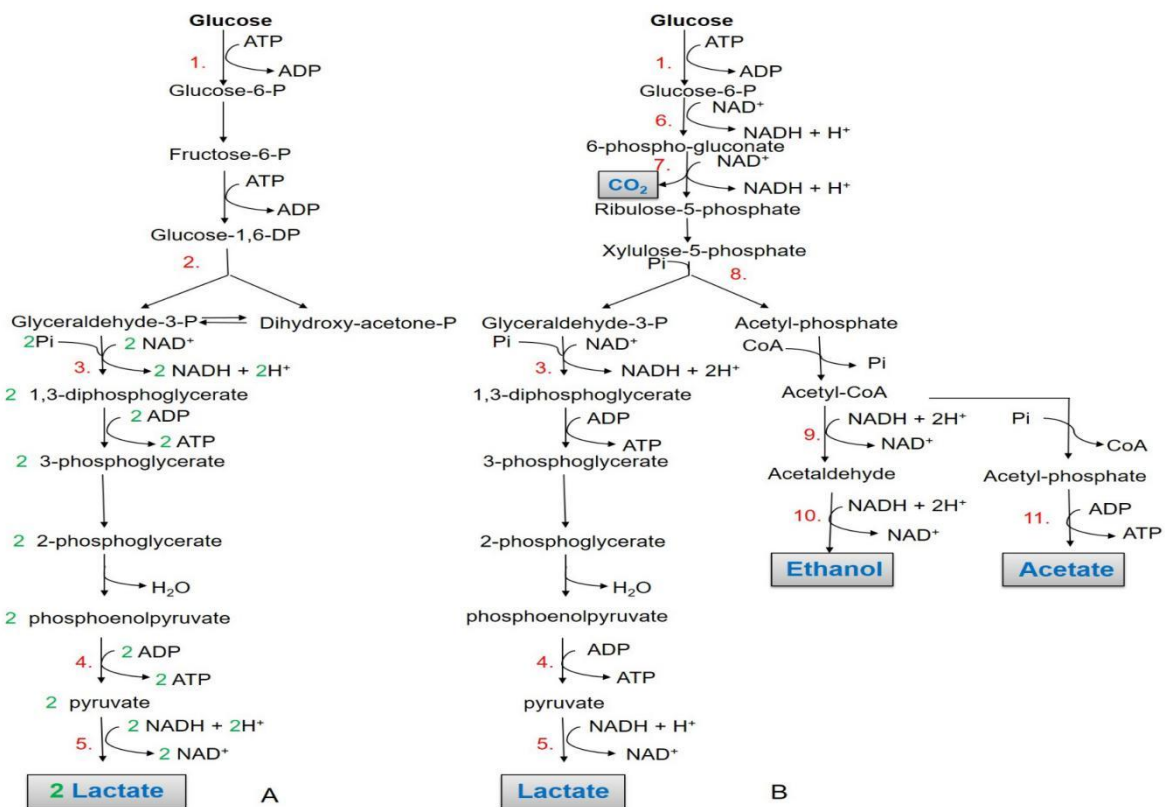 Glucose
ATP
1.
ADP
Glucose-6-P
Fructose-6-P
ATP
ADP
Glucose-1,6-DP
2.
Glyceraldehyde-3-P
Dihydroxy-acetone-P
2Pi
2 NAD⁺
3.
2 NADH + 2H⁺
2 1,3-diphosphoglycerate
2 ADP
2 ATP
2 3-phosphoglycerate
2 2-phosphoglycerate
H₂O
2 phosphoenolpyruvate
2 ADP
4.
2 ATP
2 pyruvate
2 NADH + 2H⁺
5.
2 NAD⁺
2 Lactate
A
Glucose
ATP
1.
ADP
Glucose-6-P
NAD⁺
6.
NADH + H⁺
6-phospho-gluconate
7.
NAD⁺
CO₂
NADH + H⁺
Ribulose-5-phosphate
Xylulose-5-phosphate
Pi
8.
Glyceraldehyde-3-P
Pi
NAD⁺
3.
NADH + 2H⁺
1,3-diphosphoglycerate
ADP
ATP
3-phosphoglycerate
2-phosphoglycerate
H₂O
phosphoenolpyruvate
ADP
4.
ATP
pyruvate
NADH + H⁺
5.
NAD⁺
Lactate
B
Acetyl-phosphate
CoA
Pi
Acetyl-CoA
NADH + 2H⁺
9.
NAD⁺
Acetaldehyde
NADH + 2H⁺
10.
NAD⁺
Ethanol
Pi
CoA
Acetyl-phosphate
ADP
11.
ATP
Acetate